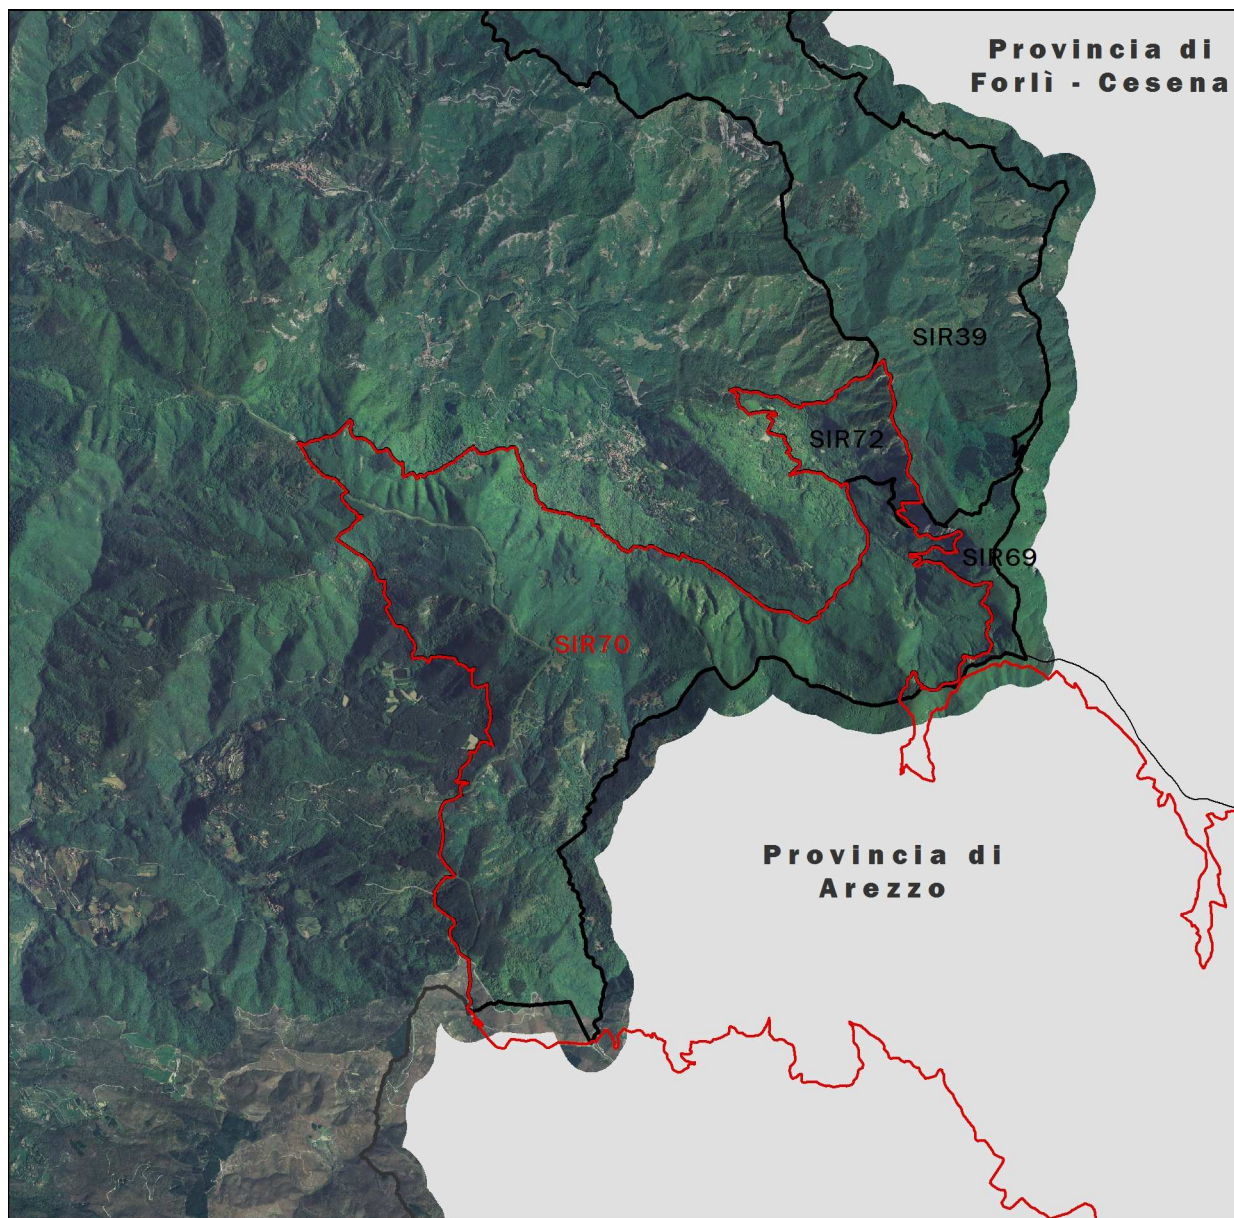 Provincia di
Forlì - Cesena
SIR39
SIR72
SIR69
SIR70
Provincia di
Arezzo